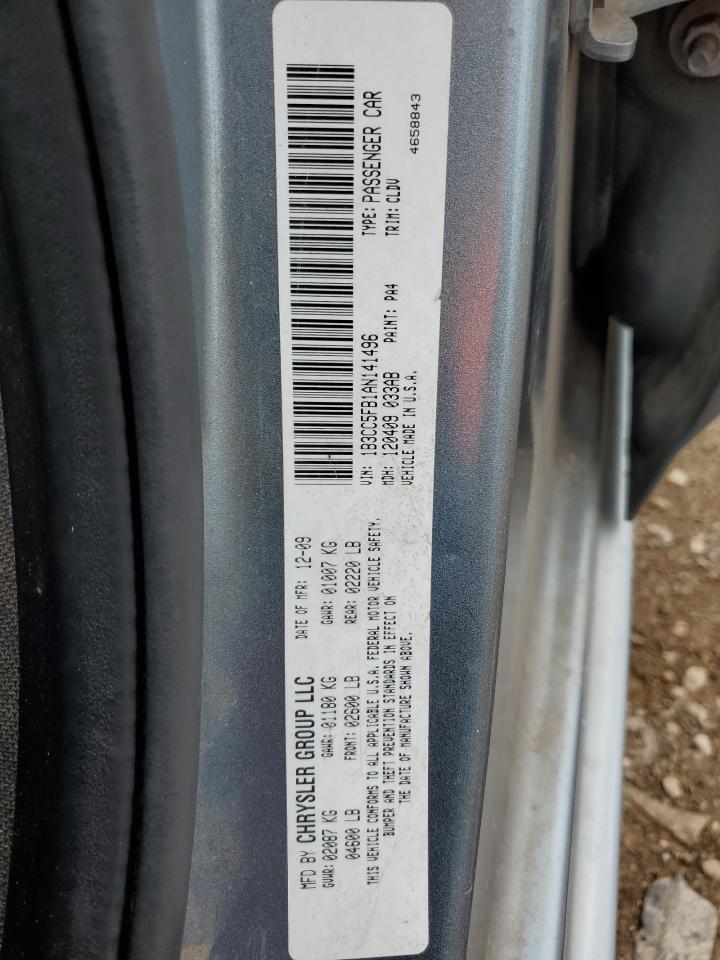 MFD BY CHRYSLER GROUP LLC DATE OF MFR: 12-09
GVWR: 02087 KG GAWR: 01180 KG GAWR: 01007 KG
04600 LB FRONT: 02600 LB REAR: 02220 LB
THIS VEHICLE CONFORMS TO ALL APPLICABLE U.S.A. FEDERAL MOTOR VEHICLE SAFETY,
BUMPER AND THEFT PREVENTION STANDARDS IN EFFECT ON
THE DATE OF MANUFACTURE SHOWN ABOVE.
VIN: 1B3CC5FB1AN141496 TYPE: PASSENGER CAR
MDH: 120409 033AB PAINT: PA4 TRIM: CLDV
VEHICLE MADE IN U.S.A. 4658843